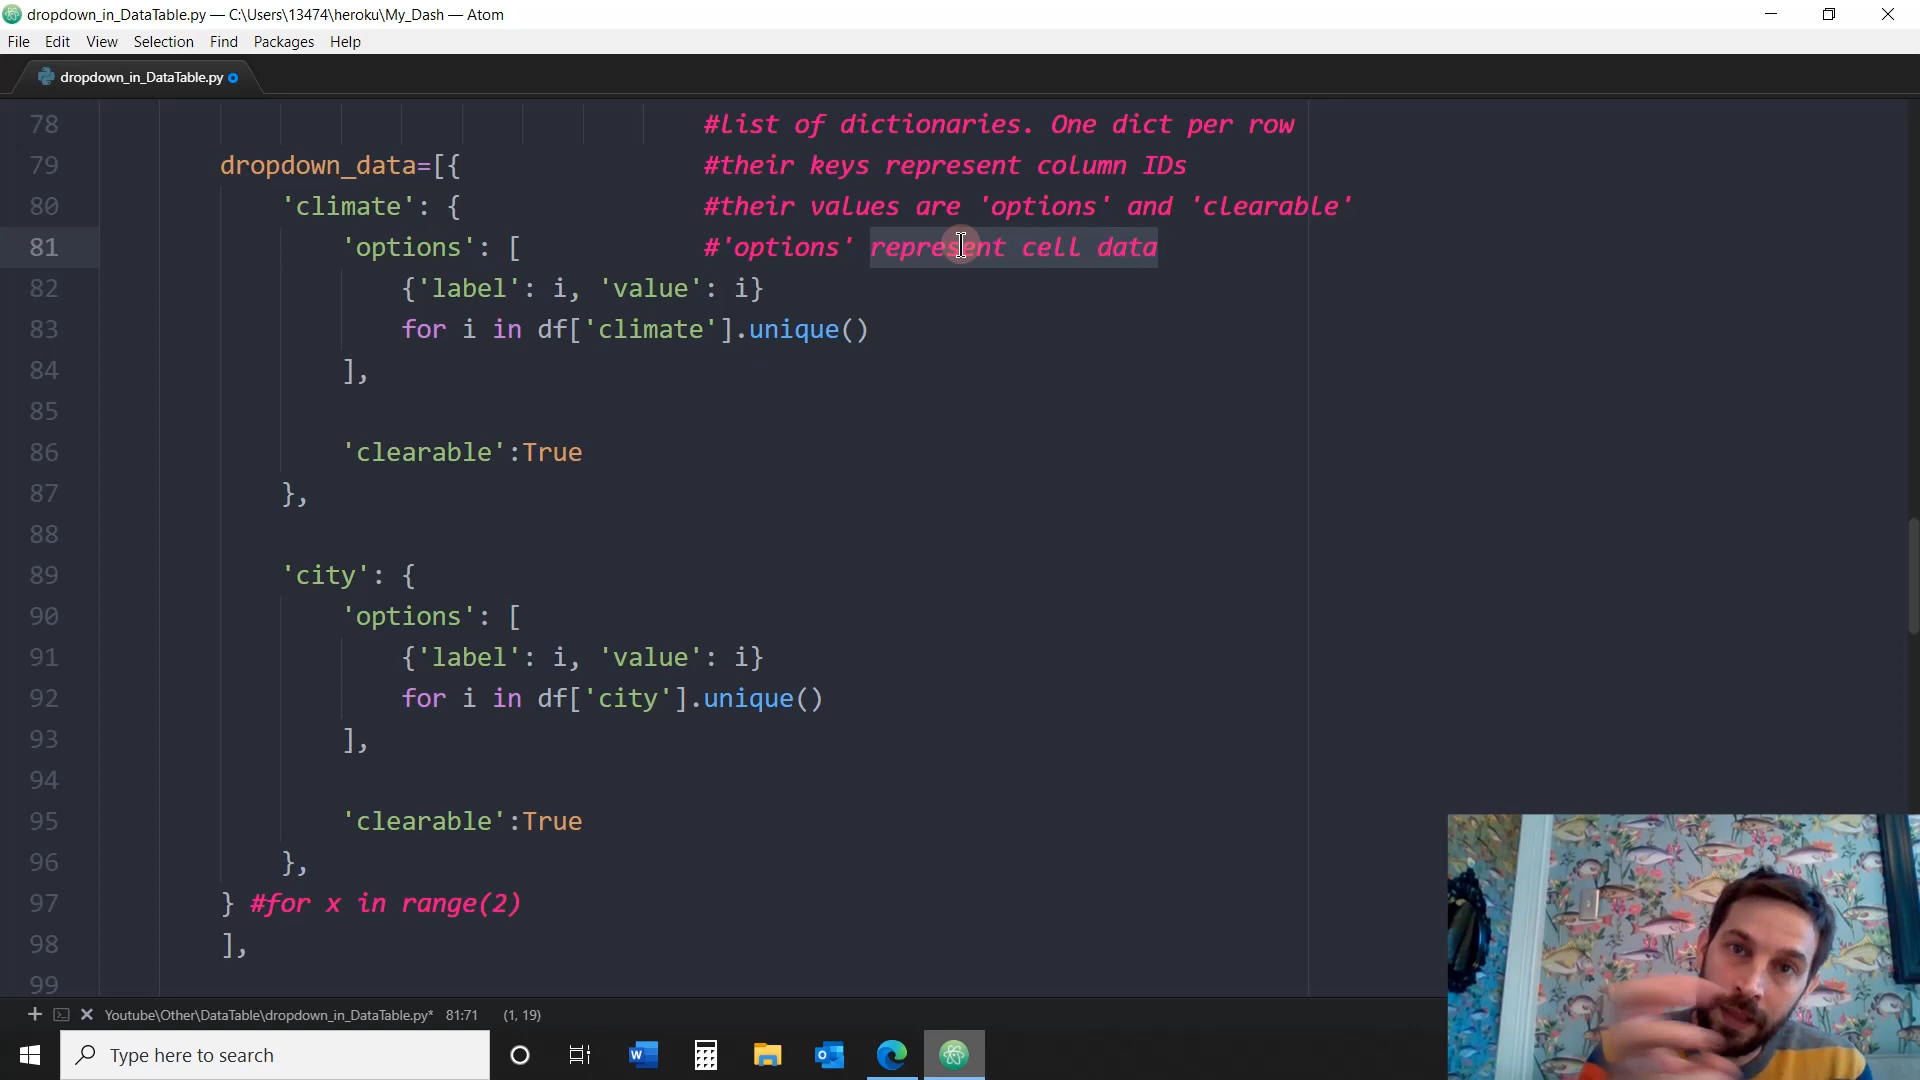 dropdown_in_DataTable.py — C:\Users\13474\heroku\My_Dash — Atom
File Edit View Selection Find Packages Help
dropdown_in_DataTable.py
78 #List of dictionaries. One dict per row
79 dropdown_data=[{ #their keys represent column IDs
80 'climate': { #their values are 'options' and 'clearable'
81 'options': [ #'options' represent cell data
82 {'label': i, 'value': i}
83 for i in df['climate'].unique()
84 ],
85
86 'clearable':True
87 },
88
89 'city': {
90 'options': [
91 {'label': i, 'value': i}
92 for i in df['city'].unique()
93 ],
94
95 'clearable':True
96 },
97 } #for x in range(2)
98 ],
99
Youtube\Other\DataTable\dropdown_in_DataTable.py* 81:71 (1, 19)
Type here to search